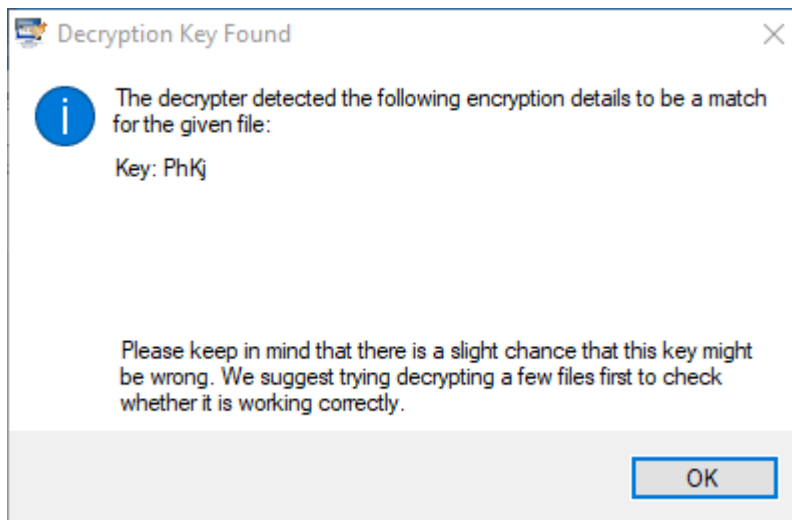 Decryption Key Found
The decrypter detected the following encryption details to be a match
for the given file:
Key: PhKj
Please keep in mind that there is a slight chance that this key might
be wrong. We suggest trying decrypting a few files first to check
whether it is working correctly.
OK